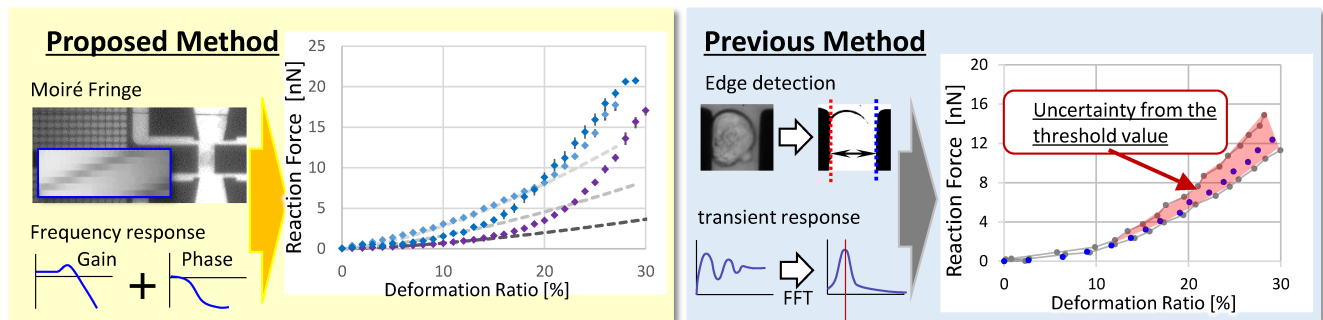 Proposed Method
Moiré Fringe
Frequency response
Gain
+
Phase
Reaction Force [nN]
25
20
15
10
5
0
0
10
20
30
Deformation Ratio [%]
Previous Method
Edge detection
transient response
FFT
Reaction Force [nN]
20
16
12
8
4
0
Uncertainty from the
threshold value
0
10
20
30
Deformation Ratio [%]